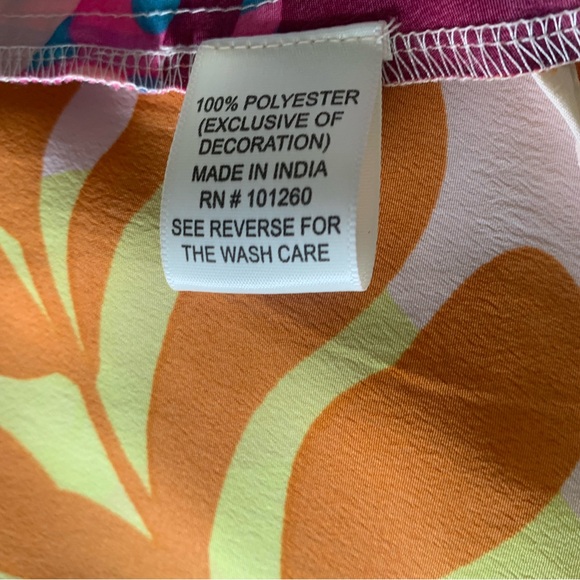 100% POLYESTER
(EXCLUSIVE OF
DECORATION)
MADE IN INDIA
RN # 101260
SEE REVERSE FOR
THE WASH CARE